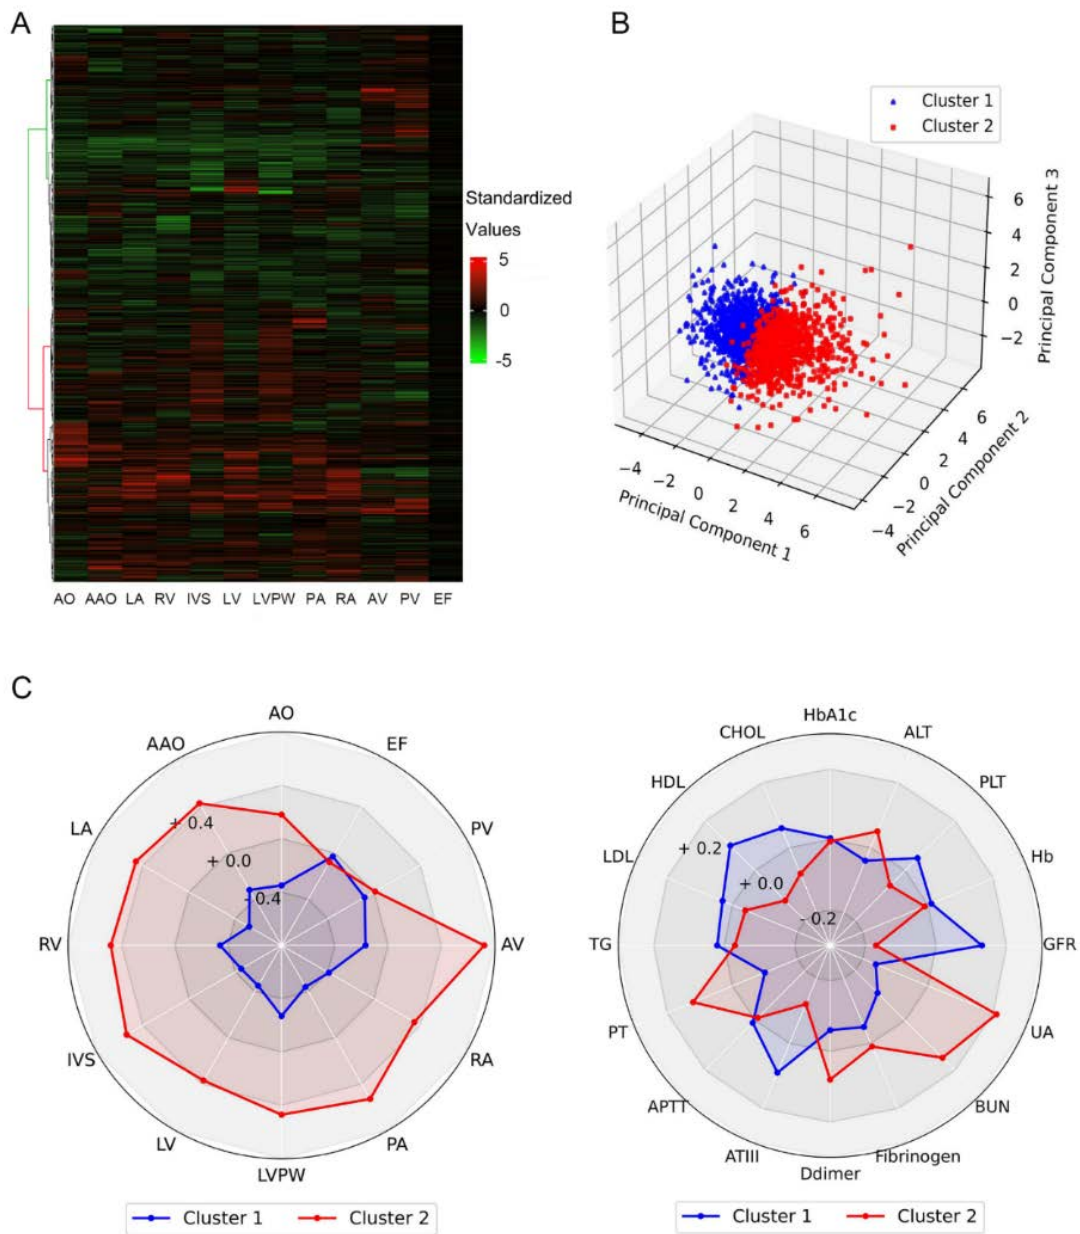 A
Standardized
Values
5
0
-5
AO AAO LA RV IVS LV LVPW PA RA AV PV EF
B
Cluster 1
Cluster 2
6
4
2
0
−2
Principal Component 3
6
4
2
0
−2
−4
Principal Component 2
−4 −2 0 2 4 6
Principal Component 1
C
AO
EF
PV
AV
RA
PA
LVPW
LV
IVS
RV
LA
AAO
+ 0.4
+ 0.0
- 0.4
Cluster 1 Cluster 2
HbA1c
ALT
PLT
Hb
GFR
UA
BUN
Fibrinogen
Ddimer
ATIII
APTT
PT
TG
LDL
HDL
CHOL
+ 0.2
+ 0.0
- 0.2
Cluster 1 Cluster 2